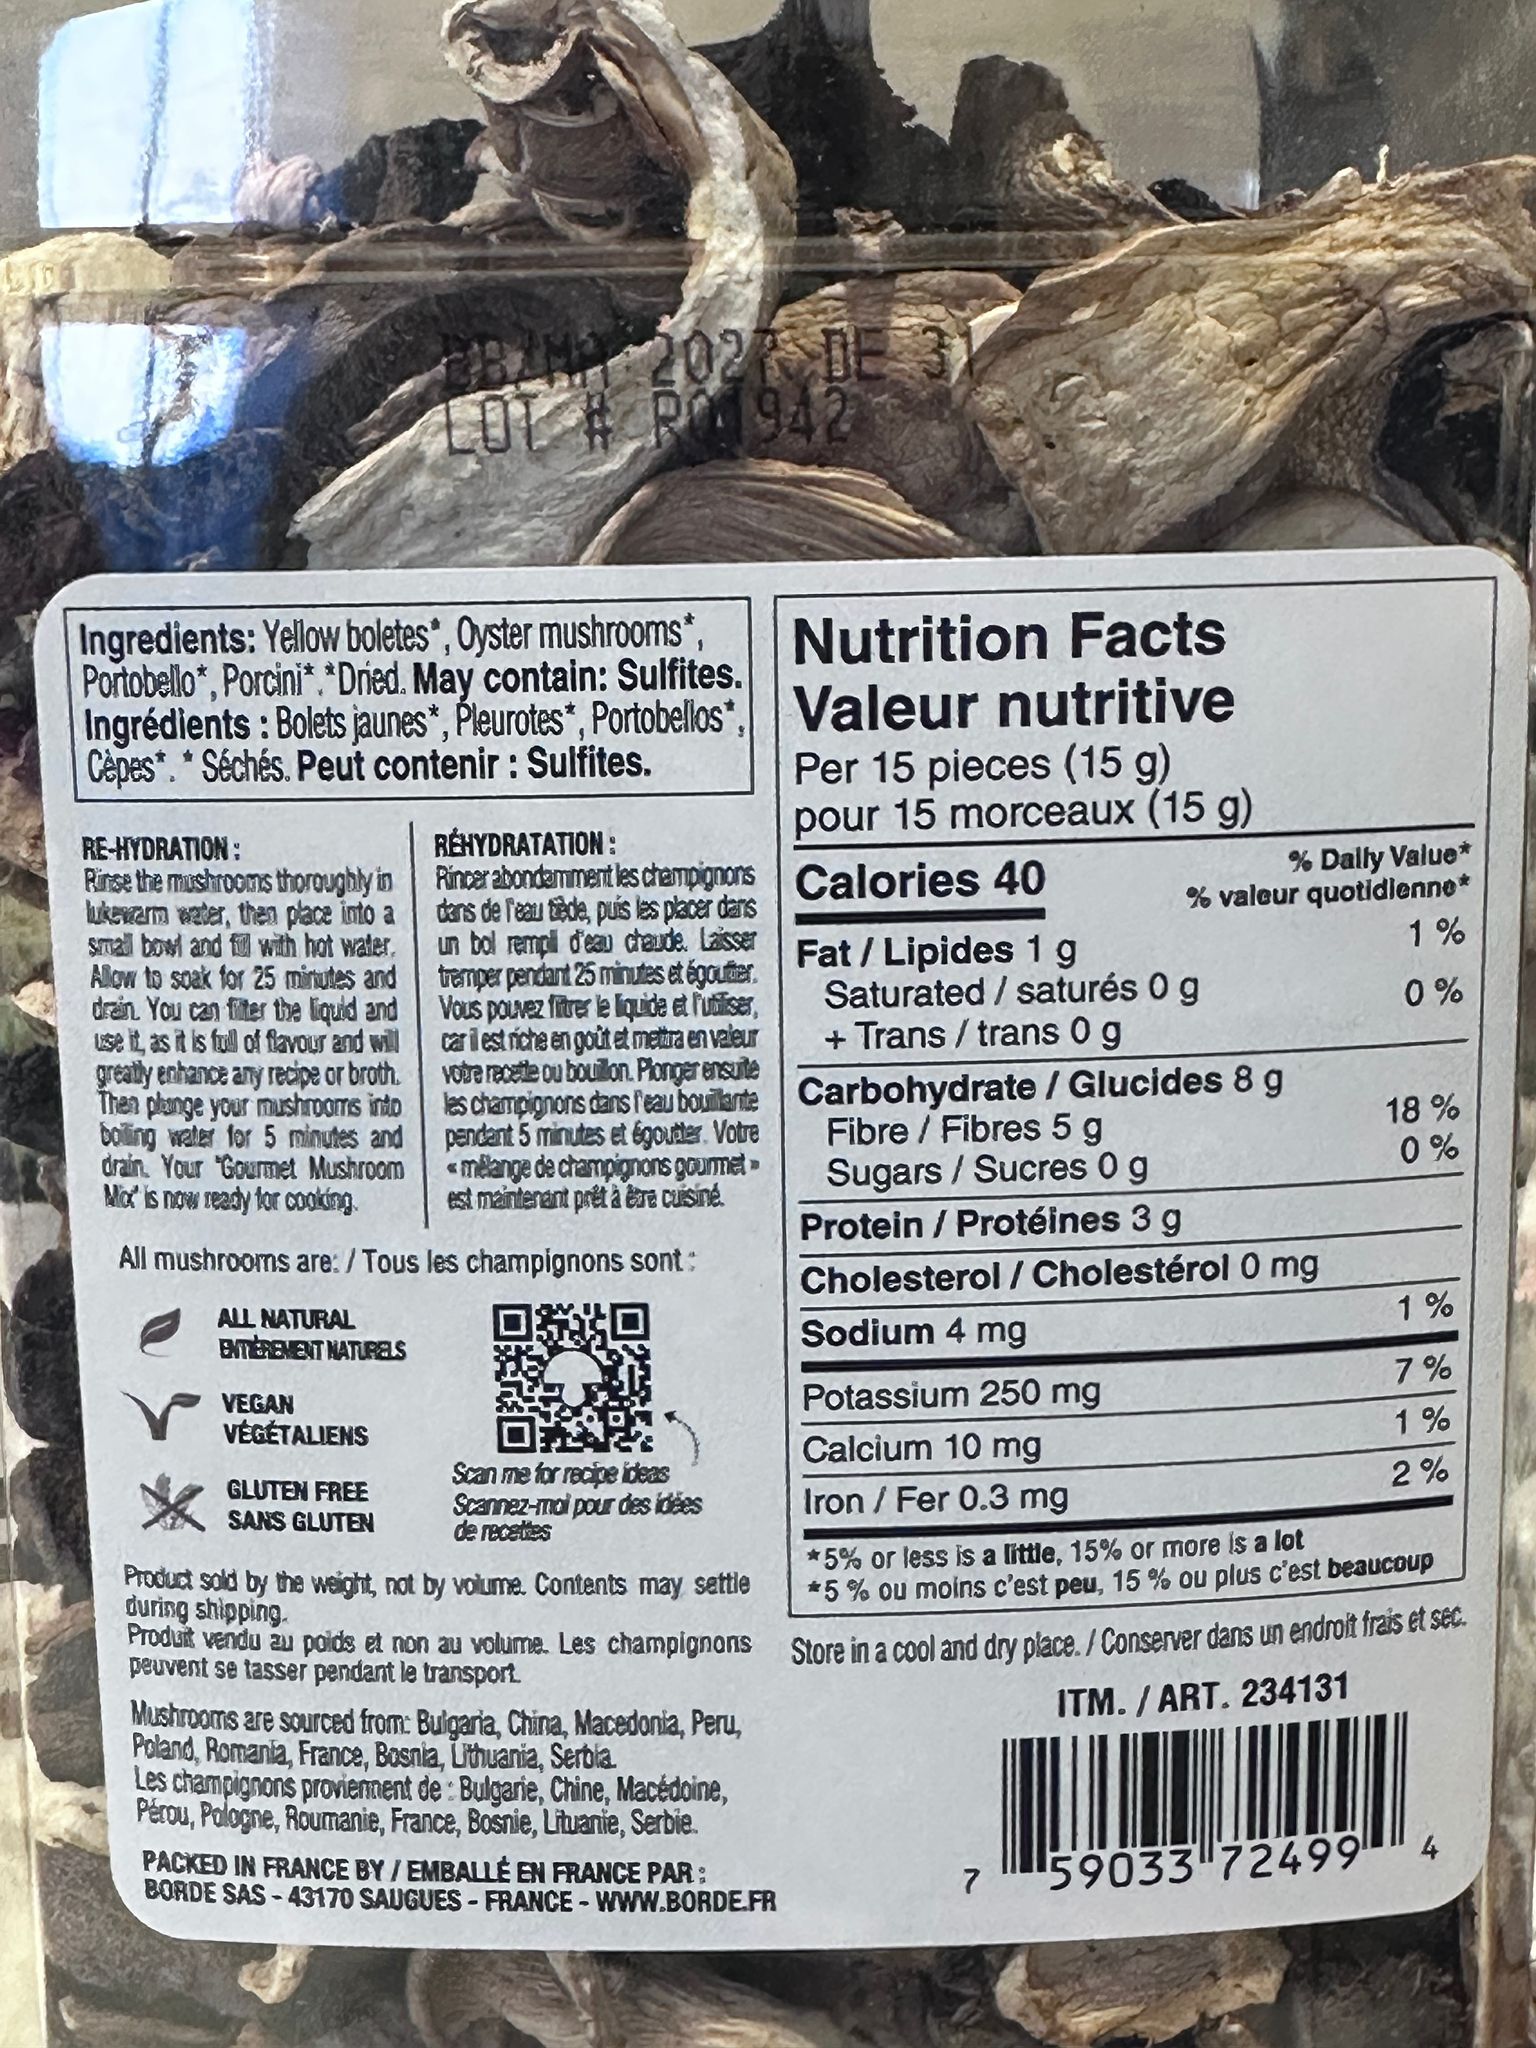 BB/MA 2027 DE 31
LOT # R01942
Ingredients: Yellow boletes*, Oyster mushrooms*,
Portobello*, Porcini*. *Dried. May contain: Sulfites.
Ingrédients : Bolets jaunes*, Pleurotes*, Portobellos*,
Cèpes*. * Séchés. Peut contenir : Sulfites.
RE-HYDRATION :
Rinse the mushrooms thoroughly in
lukewarm water, then place into a
small bowl and fill with hot water.
Allow to soak for 25 minutes and
drain. You can filter the liquid and
use it, as it is full of flavour and will
greatly enhance any recipe or broth.
Then plunge your mushrooms into
boiling water for 5 minutes and
drain. Your "Gourmet Mushroom
Mix" is now ready for cooking.
RÉHYDRATATION :
Rincer abondamment les champignons
dans de l'eau tiède, puis les placer dans
un bol rempli d'eau chaude. Laisser
tremper pendant 25 minutes et égoutter.
Vous pouvez filtrer le liquide et l'utiliser,
car il est riche en goût et mettra en valeur
votre recette ou bouillon. Plonger ensuite
les champignons dans l'eau bouillante
pendant 5 minutes et égoutter. Votre
« mélange de champignons gourmet »
est maintenant prêt à être cuisiné.
All mushrooms are: / Tous les champignons sont :
ALL NATURAL
ENTIÈREMENT NATURELS
VEGAN
VÉGÉTALIENS
GLUTEN FREE
SANS GLUTEN
Scan me for recipe ideas
Scannez-moi pour des idées
de recettes
Product sold by the weight, not by volume. Contents may settle
during shipping.
Produit vendu au poids et non au volume. Les champignons
peuvent se tasser pendant le transport.
Mushrooms are sourced from: Bulgaria, China, Macedonia, Peru,
Poland, Romania, France, Bosnia, Lithuania, Serbia.
Les champignons proviennent de : Bulgarie, Chine, Macédoine,
Pérou, Pologne, Roumanie, France, Bosnie, Lituanie, Serbie.
PACKED IN FRANCE BY / EMBALLÉ EN FRANCE PAR :
BORDE SAS - 43170 SAUGUES - FRANCE - WWW.BORDE.FR
Nutrition Facts
Valeur nutritive
Per 15 pieces (15 g)
pour 15 morceaux (15 g)
Calories 40
% Daily Value*
% valeur quotidienne*
Fat / Lipides 1 g 1 %
Saturated / saturés 0 g 0 %
+ Trans / trans 0 g
Carbohydrate / Glucides 8 g
Fibre / Fibres 5 g 18 %
Sugars / Sucres 0 g 0 %
Protein / Protéines 3 g
Cholesterol / Cholestérol 0 mg
Sodium 4 mg 1 %
Potassium 250 mg 7 %
Calcium 10 mg 1 %
Iron / Fer 0.3 mg 2 %
*5% or less is a little, 15% or more is a lot
*5 % ou moins c'est peu, 15 % ou plus c'est beaucoup
Store in a cool and dry place. / Conserver dans un endroit frais et sec.
ITM. / ART. 234131
7 59033 72499 4